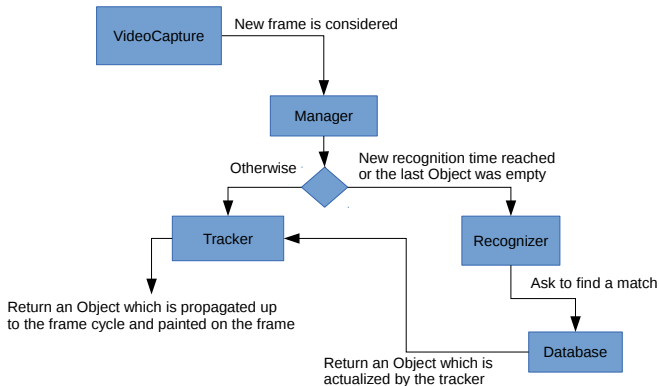 New frame is considered
VideoCapture
Manager
Otherwise
New recognition time reached
or the last Object was empty
Tracker
Recognizer
Ask to find a match
Return an Object which is propagated up
to the frame cycle and painted on the frame
Database
Return an Object which is
actualized by the tracker